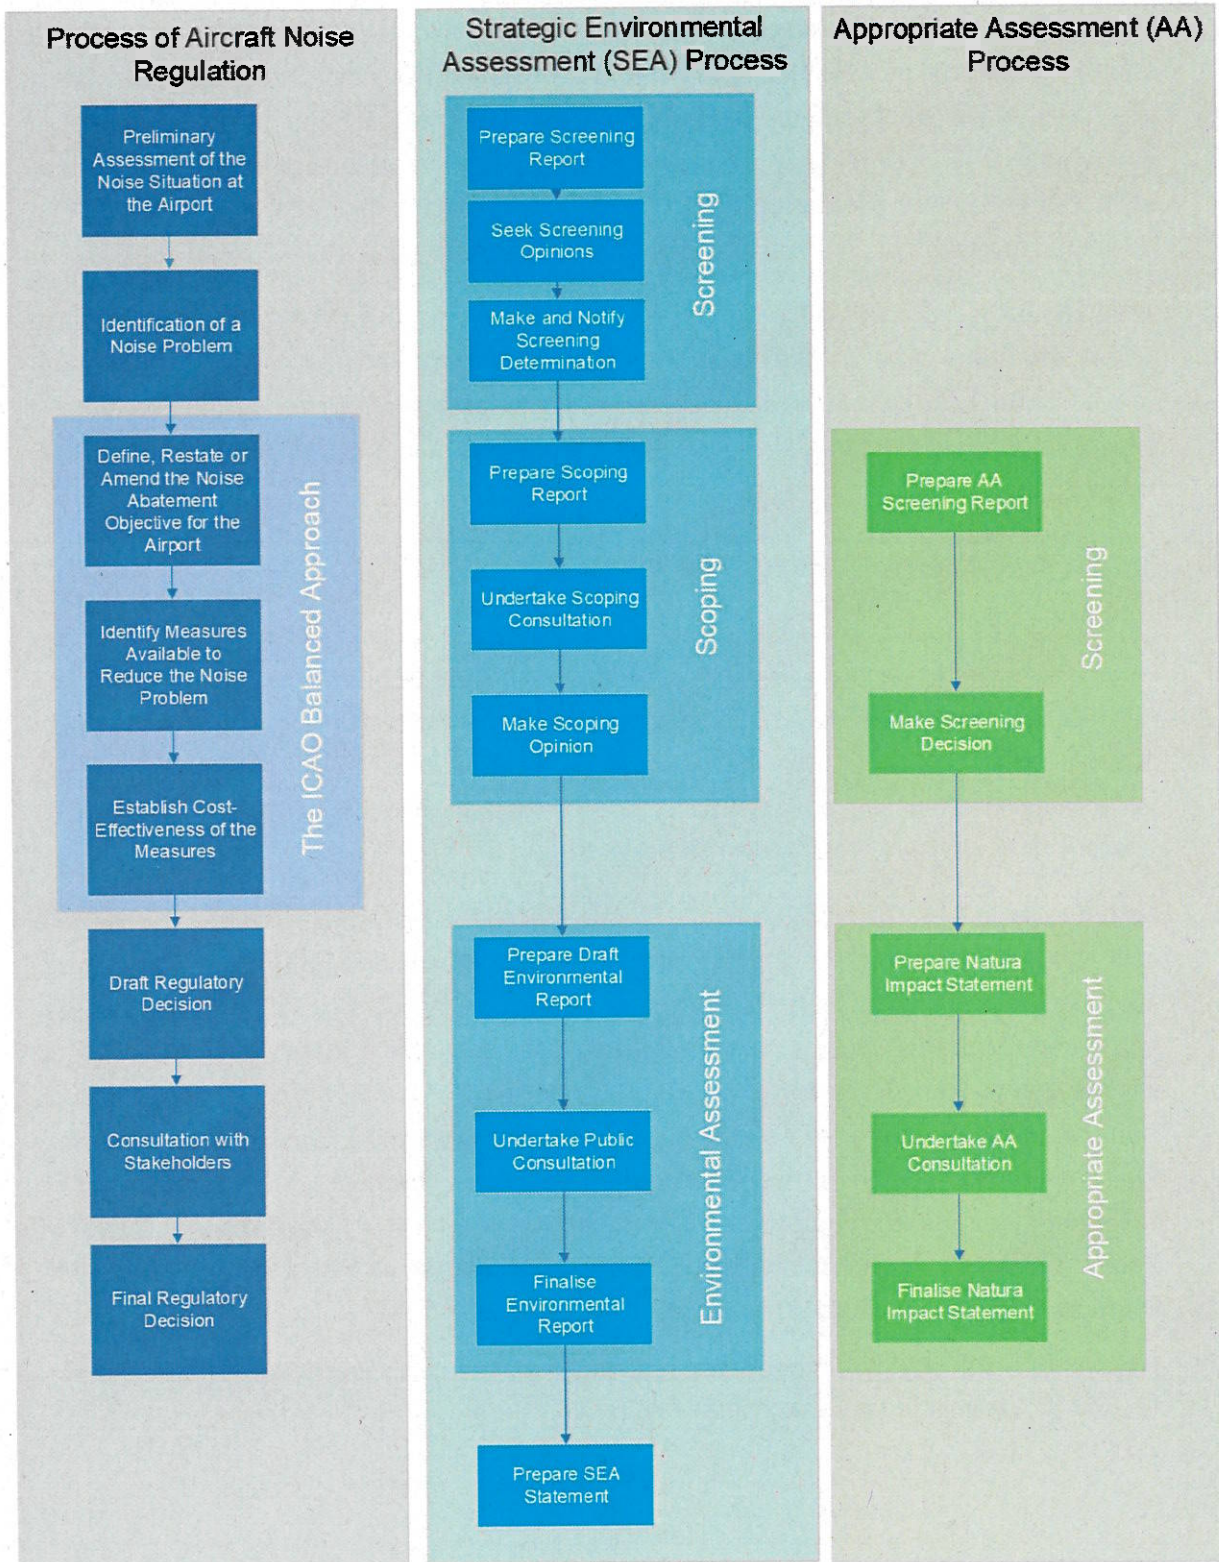 Process of Aircraft Noise
Regulation
Preliminary
Assessment of the
Noise Situation at
the Airport
Identification of a
Noise Problem
Define, Restate or
Amend the Noise
Abatement
Objective for the
Airport
Identify Measures
Available to
Reduce the Noise
Problem
Establish Cost-
Effectiveness of the
Measures
The ICAO Balanced Approach
Draft Regulatory
Decision
Consultation with
Stakeholders
Final Regulatory
Decision
Strategic Environmental
Assessment (SEA) Process
Prepare Screening
Report
Seek Screening
Opinions
Make and Notify
Screening
Determination
Screening
Prepare Scoping
Report
Undertake Scoping
Consultation
Make Scoping
Opinion
Scoping
Prepare Draft
Environmental
Report
Undertake Public
Consultation
Finalise
Environmental
Report
Environmental Assessment
Prepare SEA
Statement
Appropriate Assessment (AA)
Process
Prepare AA
Screening Report
Make Screening
Decision
Screening
Prepare Natura
Impact Statement
Undertake AA
Consultation
Finalise Natura
Impact Statement
Appropriate Assessment